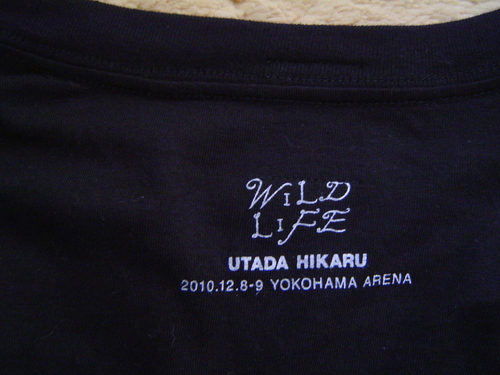 WILD
LIFE
UTADA HIKARU
2010.12.8-9 YOKOHAMA ARENA